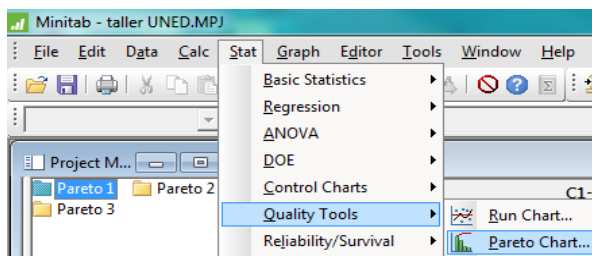 Minitab - taller UNED.MPJ
File Edit Data Calc Stat Graph Editor Tools Window Help
Basic Statistics
Regression
ANOVA
DOE
Project M...
Control Charts
Pareto 1 Pareto 2
C1-
Pareto 3
Quality Tools
Run Chart...
Reliability/Survival
Pareto Chart...